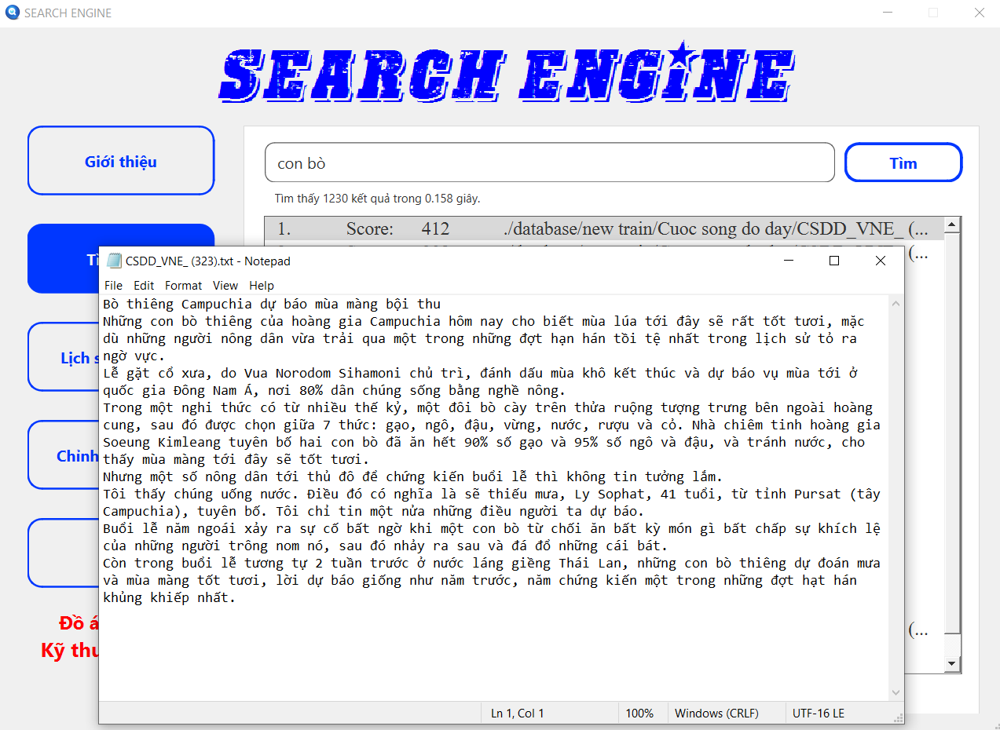 SEARCH ENGINE
SEARCH ENGINE
Giới thiệu
con bò
Tìm
Tìm thấy 1230 kết quả trong 0.158 giây.
1. Score: 412 ./database/new train/Cuoc song do day/CSDD_VNE_ (...
(...
CSDD_VNE_ (323).txt - Notepad
File Edit Format View Help
Bò thiêng Campuchia dự báo mùa màng bội thu
Những con bò thiêng của hoàng gia Campuchia hôm nay cho biết mùa lúa tới đây sẽ rất tốt tươi, mặc
dù những người nông dân vừa trải qua một trong những đợt hạn hán tồi tệ nhất trong lịch sử tỏ ra
ngờ vực.
Lễ gặt cổ xưa, do Vua Norodom Sihamoni chủ trì, đánh dấu mùa khô kết thúc và dự báo vụ mùa tới ở
quốc gia Đông Nam Á, nơi 80% dân chúng sống bằng nghề nông.
Trong một nghi thức có từ nhiều thế kỷ, một đôi bò cày trên thửa ruộng tượng trưng bên ngoài hoàng
cung, sau đó được chọn giữa 7 thức: gạo, ngô, đậu, vừng, nước, rượu và cỏ. Nhà chiêm tinh hoàng gia
Soeung Kimleang tuyên bố hai con bò đã ăn hết 90% số gạo và 95% số ngô và đậu, và tránh nước, cho
thấy mùa màng tới đây sẽ tốt tươi.
Nhưng một số nông dân tới thủ đô để chứng kiến buổi lễ thì không tin tưởng lắm.
Tôi thấy chúng uống nước. Điều đó có nghĩa là sẽ thiếu mưa, Ly Sophat, 41 tuổi, từ tỉnh Pursat (tây
Campuchia), tuyên bố. Tôi chỉ tin một nửa những điều người ta dự báo.
Buổi lễ năm ngoái xảy ra sự cố bất ngờ khi một con bò từ chối ăn bất kỳ món gì bất chấp sự khích lệ
của những người trông nom nó, sau đó nhảy ra sau và đá đổ những cái bát.
Còn trong buổi lễ tương tự 2 tuần trước ở nước láng giềng Thái Lan, những con bò thiêng dự đoán mưa
và mùa màng tốt tươi, lời dự báo giống như năm trước, năm chứng kiến một trong những đợt hạt hán
khủng khiếp nhất.
Lịch
Chỉnh
(...
Đồ
Kỹ
Ln 1, Col 1 100% Windows (CRLF) UTF-16 LE